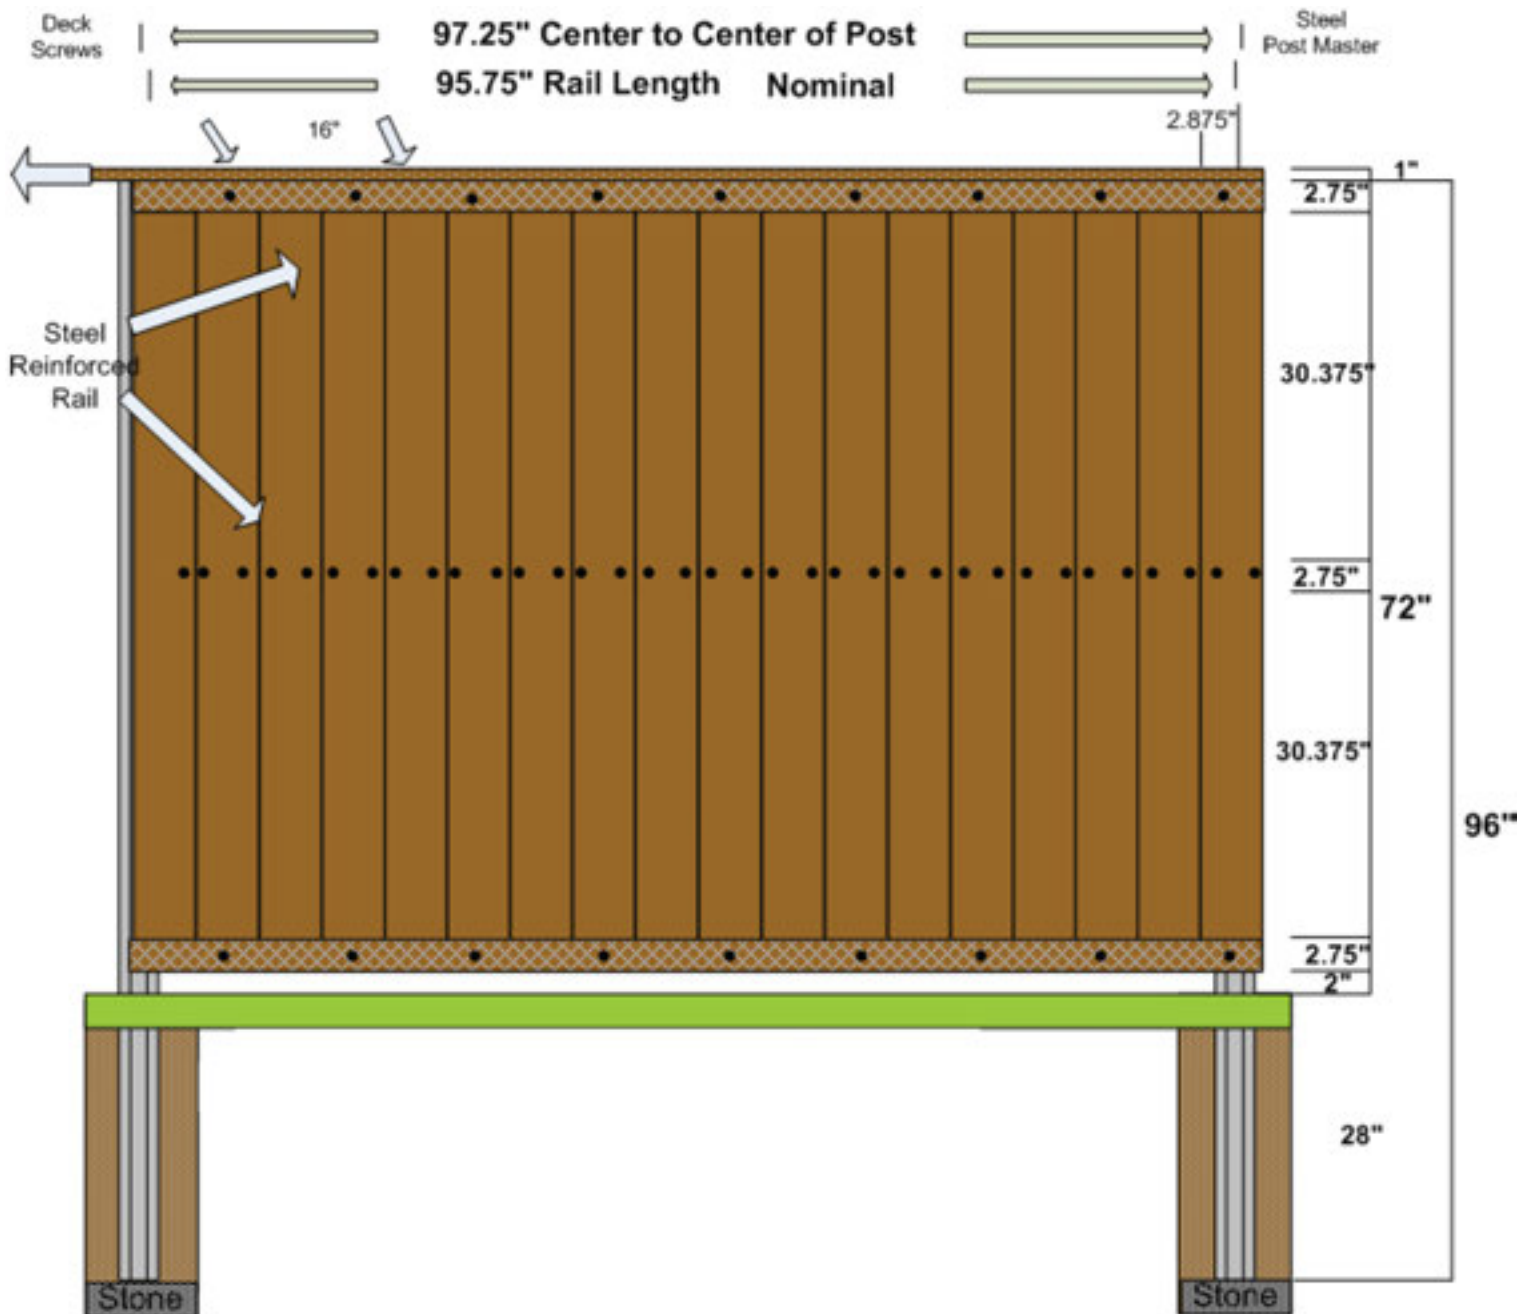 Deck
Screws
97.25" Center to Center of Post
Steel
Post Master
95.75" Rail Length Nominal
16"
2.875"
1"
2.75"
Steel
Reinforced
Rail
30.375"
2.75"
72"
30.375"
96"
2.75"
2"
28"
Stone
Stone